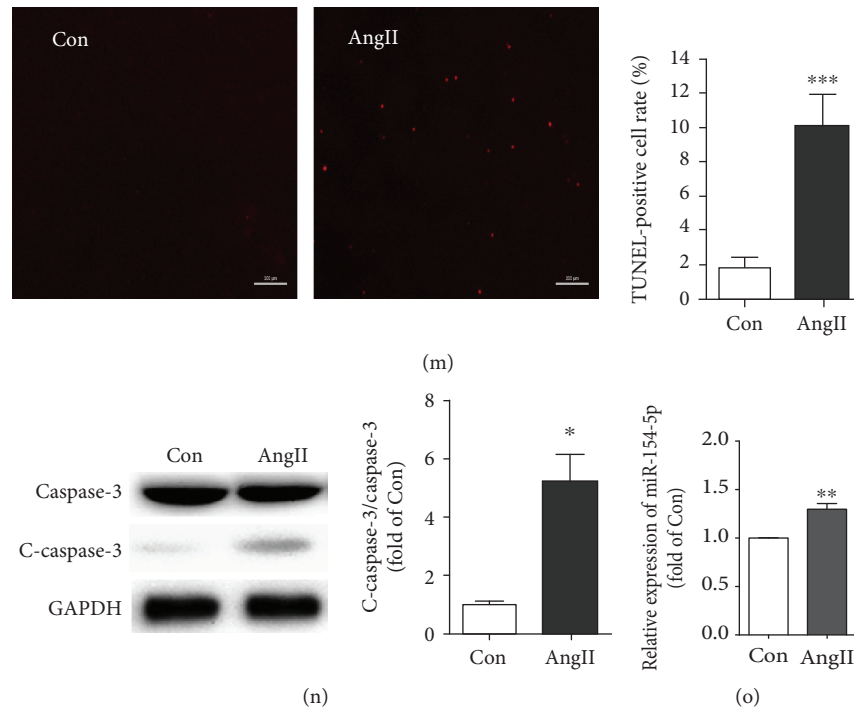 Con
AngII
TUNEL-positive cell rate (%)
14
12
10
8
6
4
2
0
***
Con
AngII
(m)
Con
AngII
Caspase-3
C-caspase-3
GAPDH
C-caspase-3/caspase-3
(fold of Con)
8
6
4
2
0
*
Con
AngII
(n)
Relative expression of miR-154-5p
(fold of Con)
2.0
1.5
1.0
0.5
0.0
**
Con
AngII
(o)